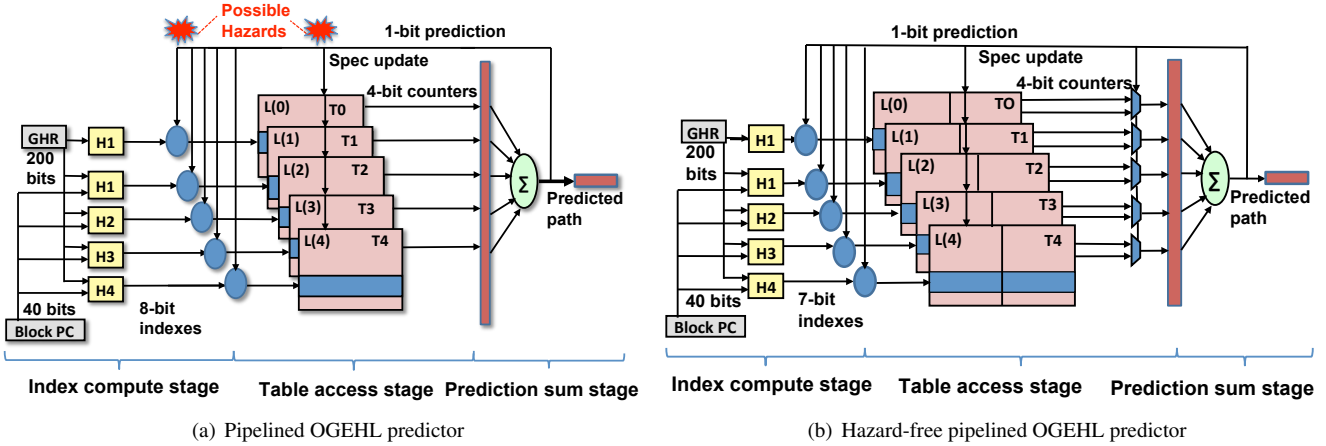 Possible
Hazards
1-bit prediction
Spec update
4-bit counters
L(0)
T0
L(1)
T1
L(2)
T2
L(3)
T3
L(4)
T4
GHR
200
bits
H1
H1
H2
H3
H4
40 bits
Block PC
8-bit
indexes
Σ
Predicted
path
Index compute stage
Table access stage
Prediction sum stage
(a) Pipelined OGEHL predictor
1-bit prediction
Spec update
4-bit counters
L(0)
TO
L(1)
T1
L(2)
T2
L(3)
T3
L(4)
T4
GHR
200
bits
H1
H1
H2
H3
H4
40 bits
Block PC
7-bit
indexes
Σ
Predicted
path
Index compute stage
Table access stage
Prediction sum stage
(b) Hazard-free pipelined OGEHL predictor